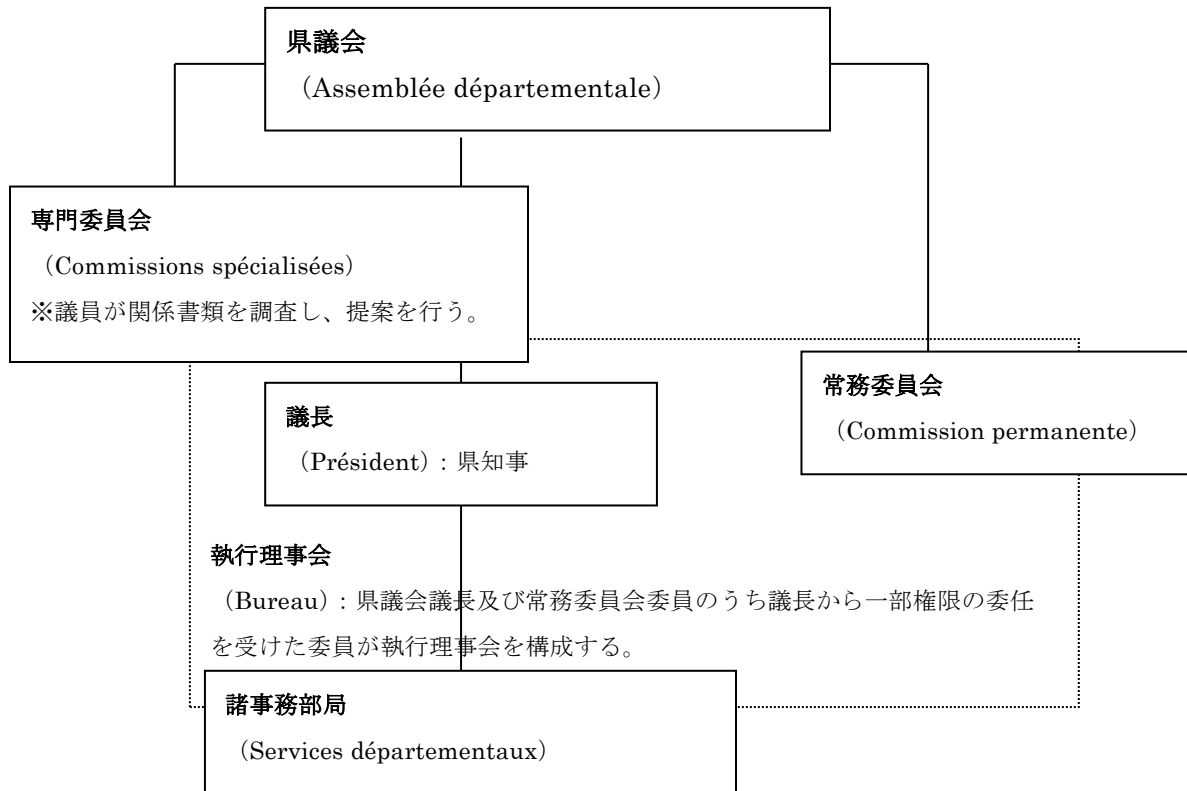 県議会
（Assemblée départementale）
専門委員会
（Commissions spécialisées）
※議員が関係書類を調査し、提案を行う。
議長
（Président）: 県知事
常務委員会
（Commission permanente）
執行理事会
（Bureau）: 県議会議長及び常務委員会委員のうち議長から一部権限の委任
を受けた委員が執行理事会を構成する。
諸事務部局
（Services départementaux）